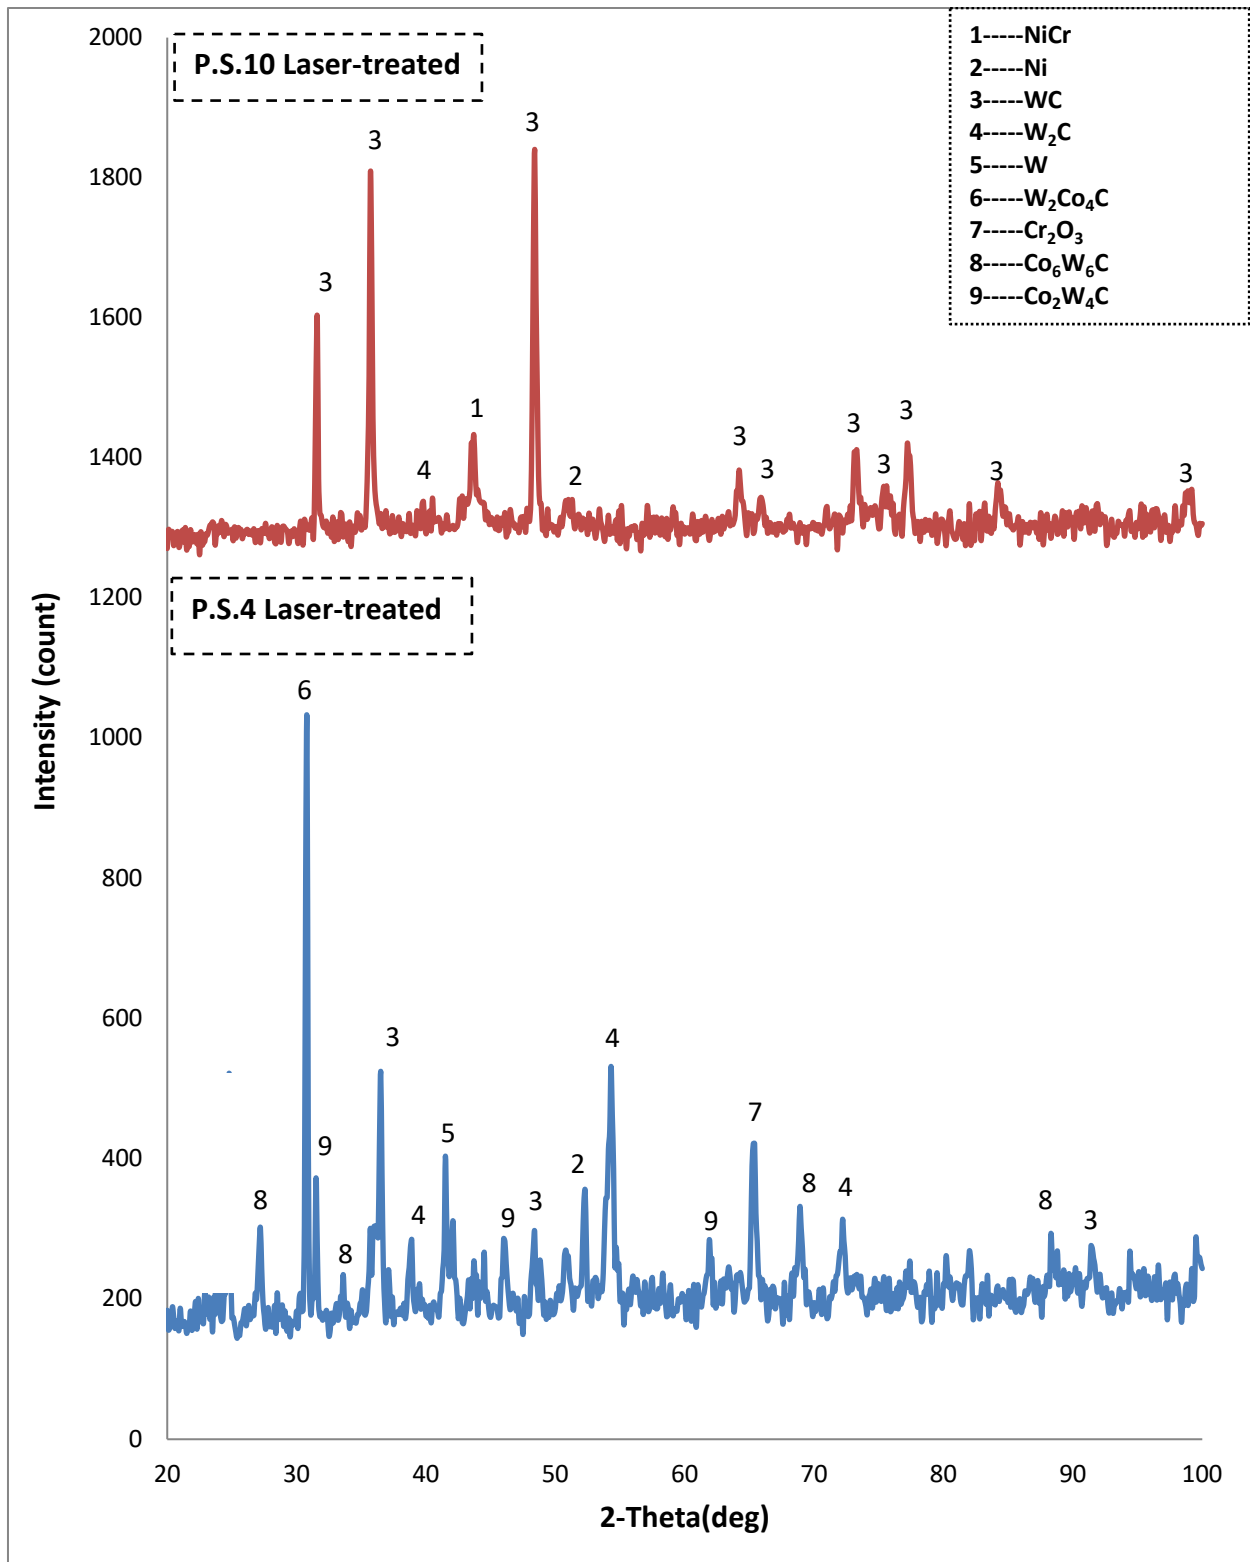 2000
P.S.10 Laser-treated
1-----NiCr
2-----Ni
3-----WC
4-----W₂C
5-----W
6-----W₂Co₄C
7-----Cr₂O₃
8-----Co₆W₆C
9-----Co₂W₄C
3
3
1800
3
1600
3
1
3
3
3
3
3
3
1400
4
2
1200
P.S.4 Laser-treated
Intensity (count)
6
1000
800
600
3
4
400
9
5
2
7
8
8
4
9
3
9
8
4
8
3
200
0
20 30 40 50 60 70 80 90 100
2-Theta(deg)